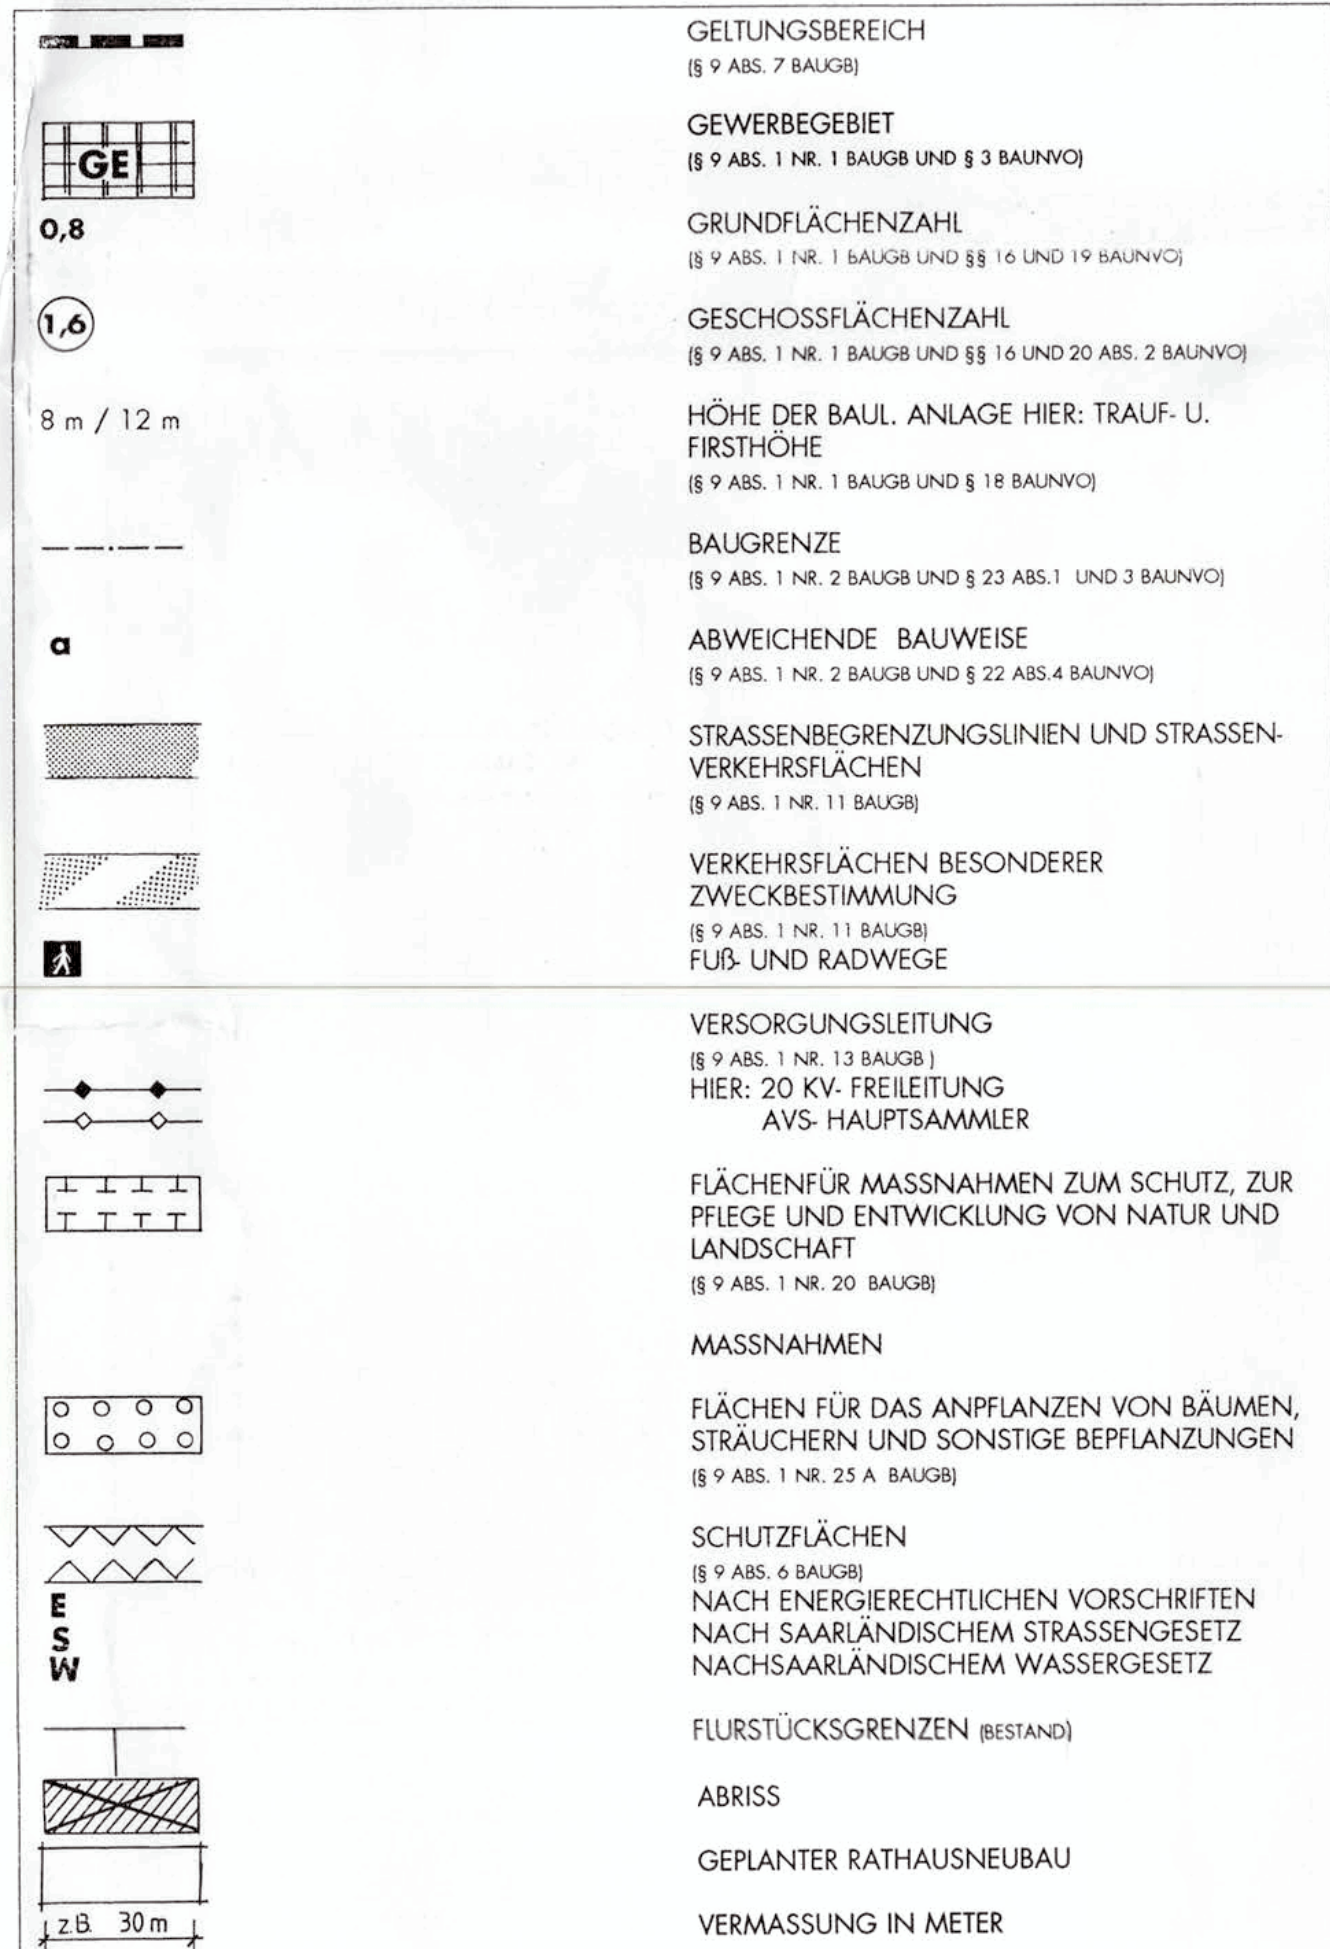 GELTUNGSBEREICH
(§ 9 ABS. 7 BAUGB)
GE
GEWERBEGEBIET
(§ 9 ABS. 1 NR. 1 BAUGB UND § 3 BAUNVO)
0,8
GRUNDFLÄCHENZAHL
(§ 9 ABS. 1 NR. 1 BAUGB UND §§ 16 UND 19 BAUNVO)
1,6
GESCHOSSFLÄCHENZAHL
(§ 9 ABS. 1 NR. 1 BAUGB UND §§ 16 UND 20 ABS. 2 BAUNVO)
8 m / 12 m
HÖHE DER BAUL. ANLAGE HIER: TRAUF- U.
FIRSTHÖHE
(§ 9 ABS. 1 NR. 1 BAUGB UND § 18 BAUNVO)
BAUGRENZE
(§ 9 ABS. 1 NR. 2 BAUGB UND § 23 ABS.1 UND 3 BAUNVO)
a
ABWEICHENDE BAUWEISE
(§ 9 ABS. 1 NR. 2 BAUGB UND § 22 ABS.4 BAUNVO)
STRASSENBEGRENZUNGSLINIEN UND STRASSEN-
VERKEHRSFLÄCHEN
(§ 9 ABS. 1 NR. 11 BAUGB)
VERKEHRSFLÄCHEN BESONDERER
ZWECKBESTIMMUNG
(§ 9 ABS. 1 NR. 11 BAUGB)
FUß- UND RADWEGE
VERSORGUNGSLEITUNG
(§ 9 ABS. 1 NR. 13 BAUGB )
HIER: 20 KV- FREILEITUNG
AVS- HAUPTSAMMLER
FLÄCHENFÜR MASSNAHMEN ZUM SCHUTZ, ZUR
PFLEGE UND ENTWICKLUNG VON NATUR UND
LANDSCHAFT
(§ 9 ABS. 1 NR. 20 BAUGB)
MASSNAHMEN
FLÄCHEN FÜR DAS ANPFLANZEN VON BÄUMEN,
STRÄUCHERN UND SONSTIGE BEPFLANZUNGEN
(§ 9 ABS. 1 NR. 25 A BAUGB)
SCHUTZFLÄCHEN
(§ 9 ABS. 6 BAUGB)
E
NACH ENERGIERECHTLICHEN VORSCHRIFTEN
S
NACH SAARLÄNDISCHEM STRASSENGESETZ
W
NACHSAARLÄNDISCHEM WASSERGESETZ
FLURSTÜCKSGRENZEN (BESTAND)
ABRISS
GEPLANTER RATHAUSNEUBAU
z.B. 30 m
VERMASSUNG IN METER